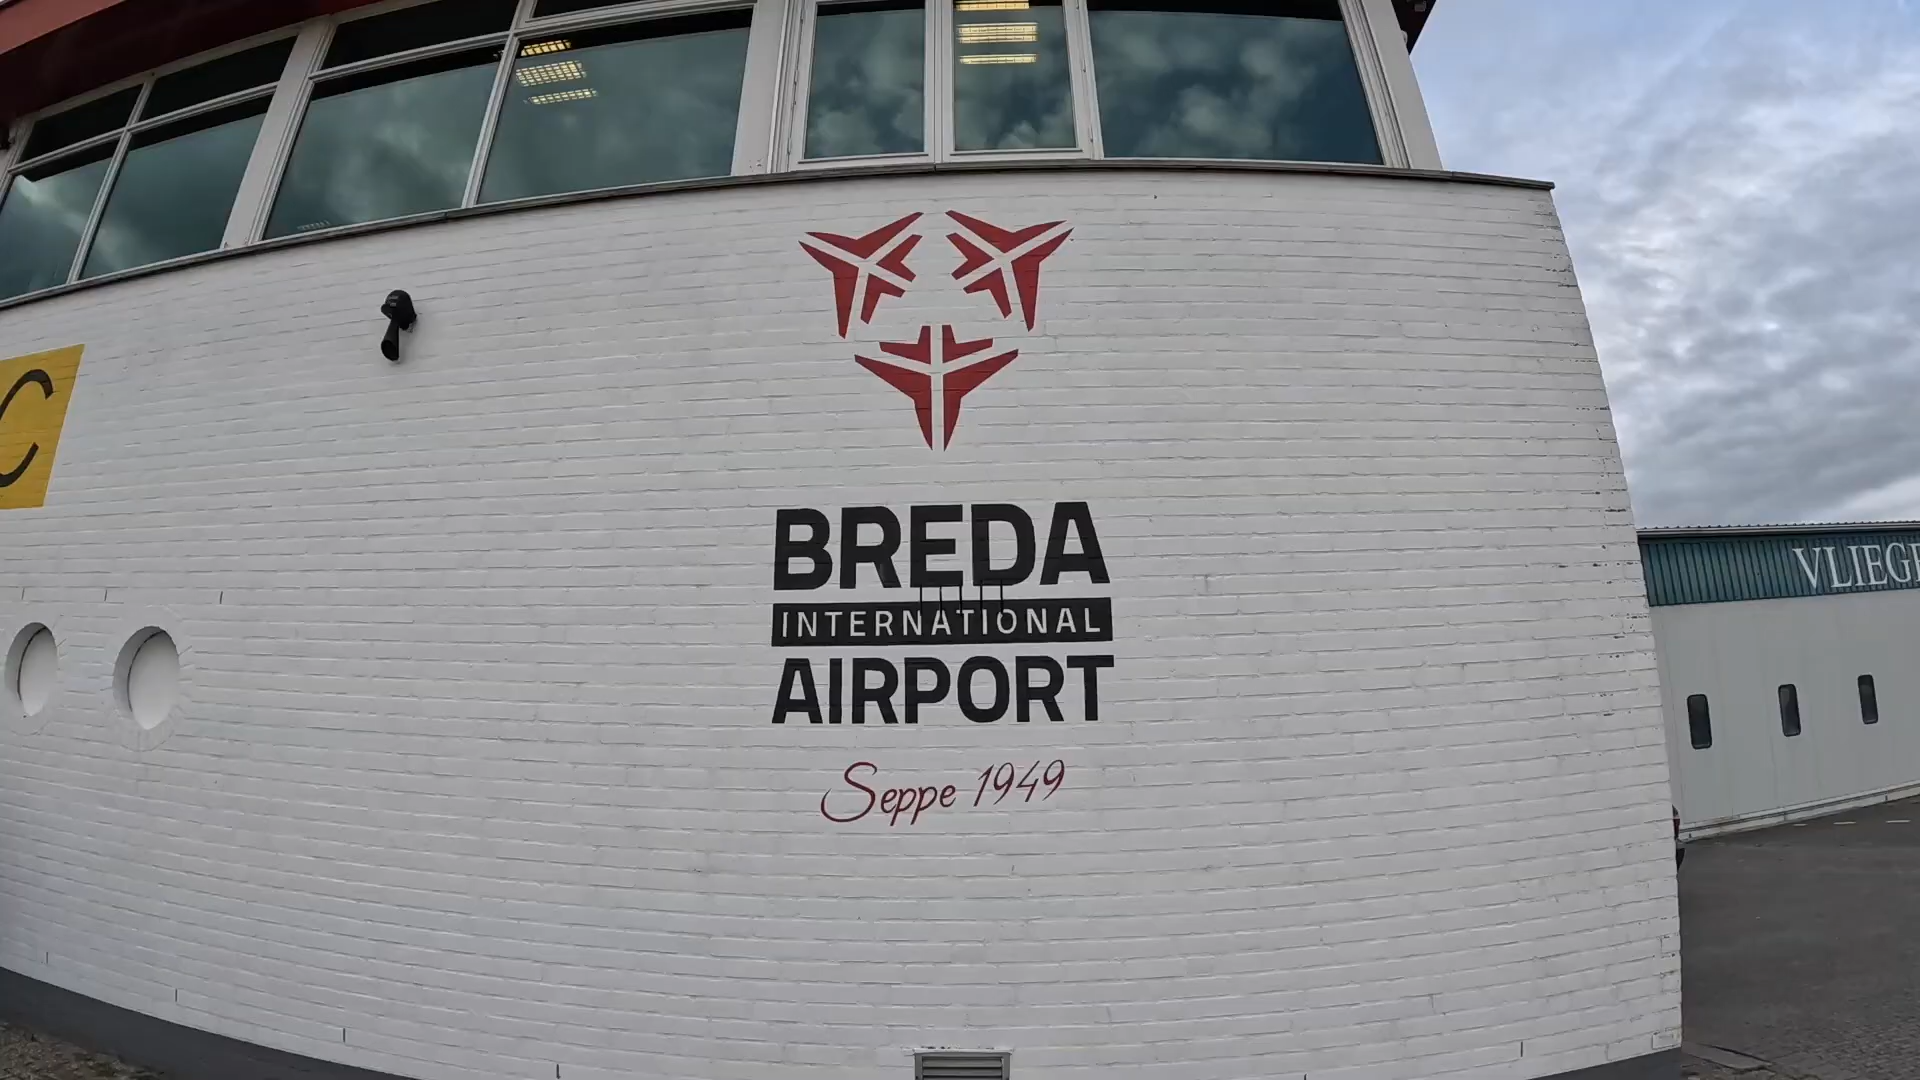 C
BREDA
INTERNATIONAL
AIRPORT
Seppe 1949